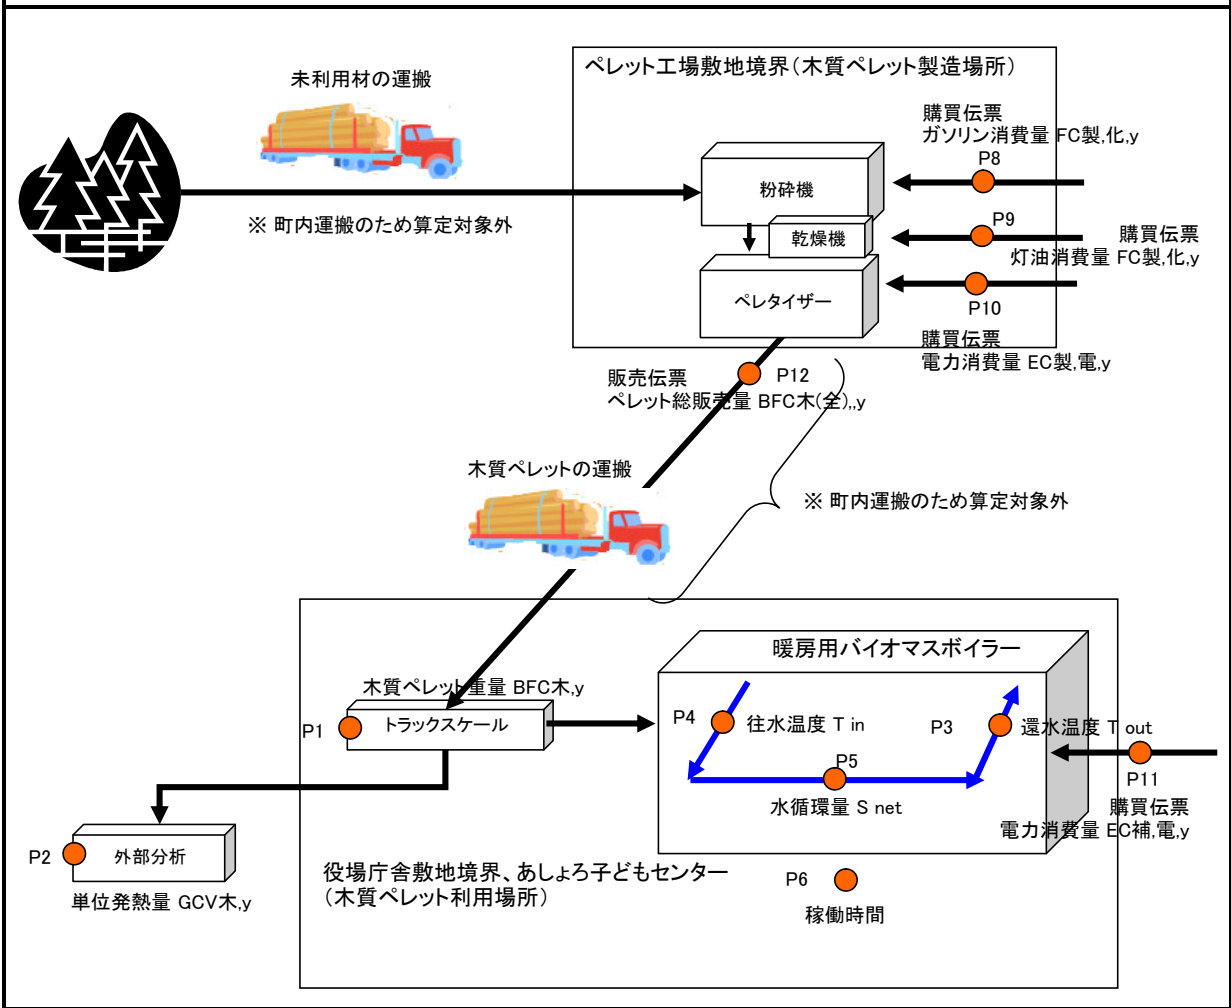 未利用材の運搬
※ 町内運搬のため算定対象外
ペレット工場敷地境界（木質ペレット製造場所）
粉砕機
乾燥機
ペレタイザー
購買伝票
ガソリン消費量 FC製,化,y
P8
P9
購買伝票
灯油消費量 FC製,化,y
P10
購買伝票
電力消費量 EC製,電,y
販売伝票
P12
ペレット総販売量 BFC木(全),,y
木質ペレットの運搬
※ 町内運搬のため算定対象外
暖房用バイオマスボイラー
木質ペレット重量 BFC木,y
P1
トラックスケール
P4
往水温度 T in
P3
還水温度 T out
P5
水循環量 S net
P11
購買伝票
電力消費量 EC補,電,y
P2
外部分析
単位発熱量 GCV木,y
役場庁舎敷地境界、あしょろ子どもセンター
（木質ペレット利用場所）
P6
稼働時間